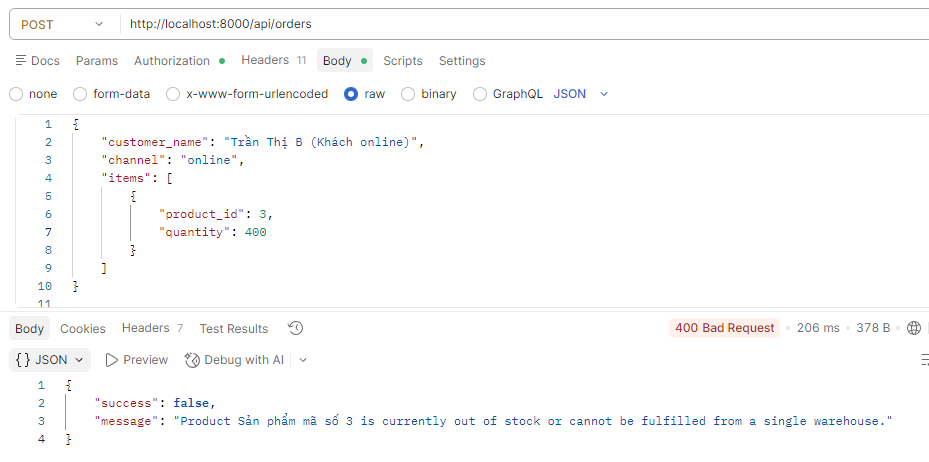 POST http://localhost:8000/api/orders
Docs Params Authorization Headers 11 Body Scripts Settings
none form-data x-www-form-urlencoded raw binary GraphQL JSON
1 {
2 "customer_name": "Trần Thị B (Khách online)",
3 "channel": "online",
4 "items": [
5 {
6 "product_id": 3,
7 "quantity": 400
8 }
9 ]
10 }
11
Body Cookies Headers 7 Test Results 400 Bad Request • 206 ms • 378 B •
{} JSON Preview Debug with AI
1 {
2 "success": false,
3 "message": "Product Sản phẩm mã số 3 is currently out of stock or cannot be fulfilled from a single warehouse."
4 }